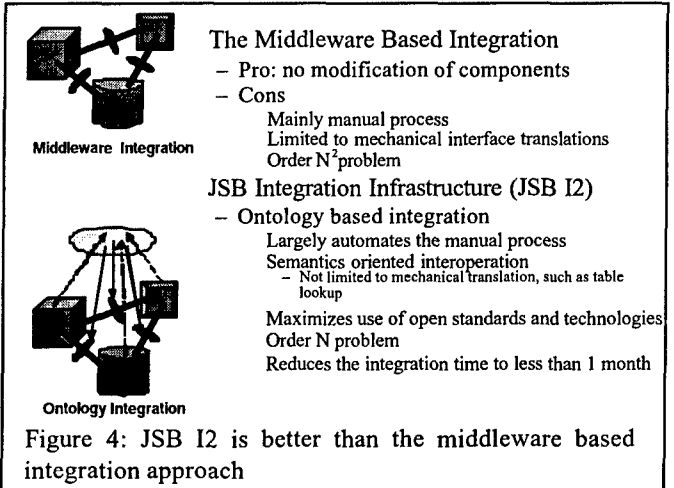 The Middleware Based Integration
– Pro: no modification of components
– Cons
Mainly manual process
Limited to mechanical interface translations
Order N²problem
Middleware Integration
JSB Integration Infrastructure (JSB I2)
– Ontology based integration
Largely automates the manual process
Semantics oriented interoperation
– Not limited to mechanical translation, such as table
lookup
Maximizes use of open standards and technologies
Order N problem
Reduces the integration time to less than 1 month
Ontology Integration
Figure 4: JSB I2 is better than the middleware based
integration approach